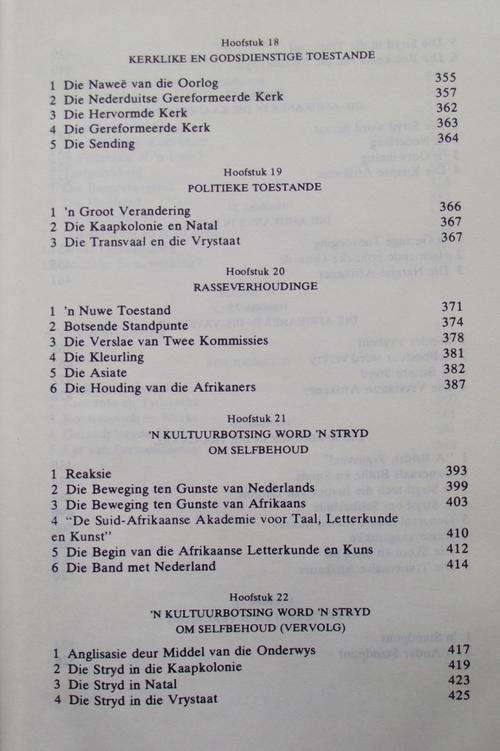 Hoofstuk 18
KERKLIKE EN GODSDIENSTIGE TOESTANDE
1 Die Naweë van die Oorlog 355
2 Die Nederduitse Gereformeerde Kerk 357
3 Die Hervormde Kerk 362
4 Die Gereformeerde Kerk 363
5 Die Sending 364
Hoofstuk 19
POLITIEKE TOESTANDE
1 'n Groot Verandering 366
2 Die Kaapkolonie en Natal 367
3 Die Transvaal en die Vrystaat 367
Hoofstuk 20
RASSEVERHOUDINGE
1 'n Nuwe Toestand 371
2 Botsende Standpunte 374
3 Die Verslae van Twee Kommissies 378
4 Die Kleurling 381
5 Die Asiate 382
6 Die Houding van die Afrikaners 387
Hoofstuk 21
'N KULTUURBOTSING WORD 'N STRYD
OM SELFBEHOUD
1 Reaksie 393
2 Die Beweging ten Gunste van Nederlands 399
3 Die Beweging ten Gunste van Afrikaans 403
4 "De Suid-Afrikaanse Akademie voor Taal, Letterkunde
en Kunst" 410
5 Die Begin van die Afrikaanse Letterkunde en Kuns 412
6 Die Band met Nederland 414
Hoofstuk 22
'N KULTUURBOTSING WORD 'N STRYD
OM SELFBEHOUD (VERVOLG)
1 Anglisasie deur Middel van die Onderwys 417
2 Die Stryd in die Kaapkolonie 419
3 Die Stryd in Natal 423
4 Die Stryd in die Vrystaat 425